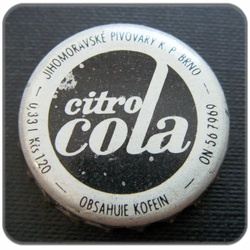 JIHOMORAVSKÉ PIVOVARY K. P. BRNO
citro
cola
0,33 l Kčs 1,20
ON 56 7969
OBSAHUJE KOFEIN